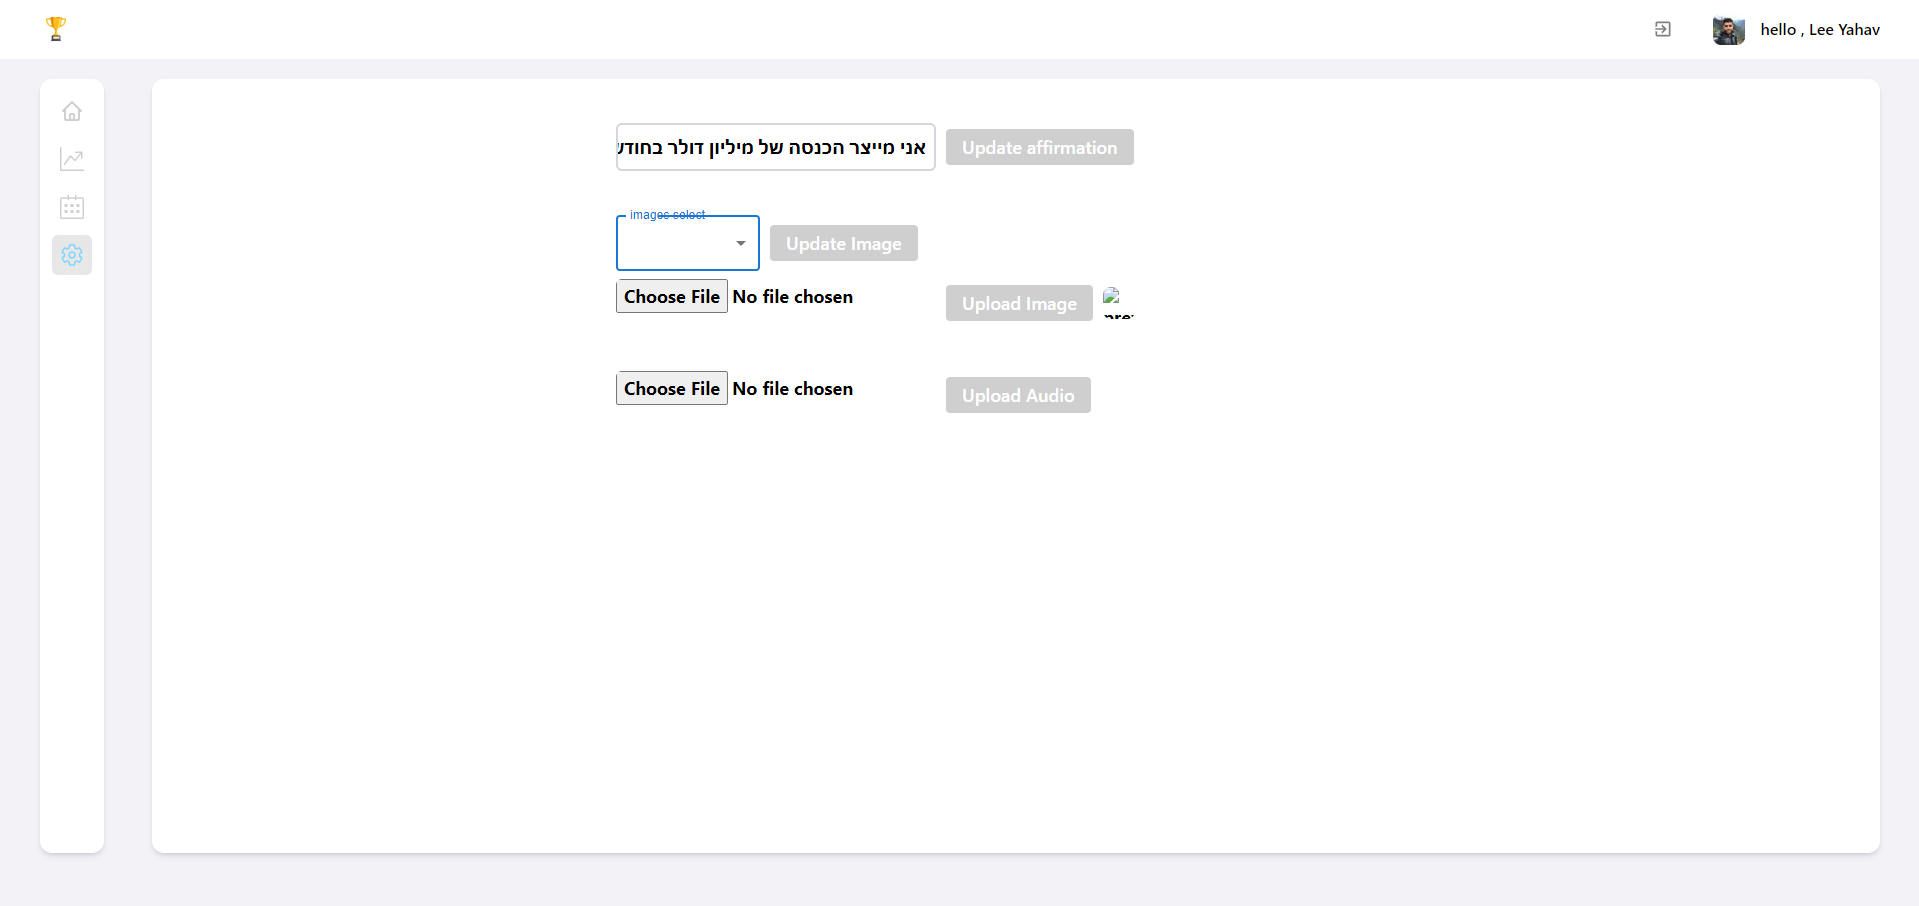 hello , Lee Yahav
אני מייצר הכנסה של מיליון דולר בחודש
Update affirmation
images select
Update Image
Choose File No file chosen
Upload Image
Choose File No file chosen
Upload Audio